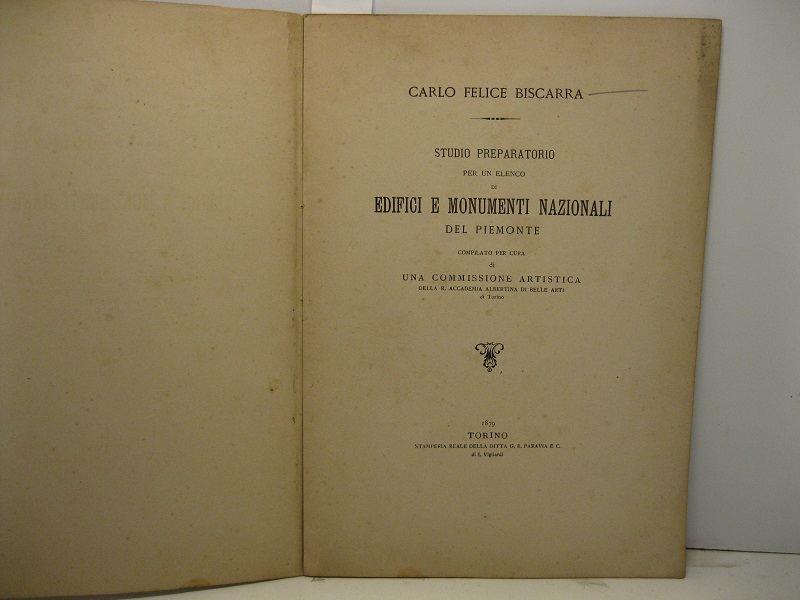 CARLO FELICE BISCARRA
STUDIO PREPARATORIO
PER UN ELENCO
DI
EDIFICI E MONUMENTI NAZIONALI
DEL PIEMONTE
COMPILATO PER CURA
di
UNA COMMISSIONE ARTISTICA
DELLA R. ACCADEMIA ALBERTINA DI BELLE ARTI
di Torino
1879
TORINO
STAMPERIA REALE DELLA DITTA G. B. PARAVIA E C.
di I. Vigliardi